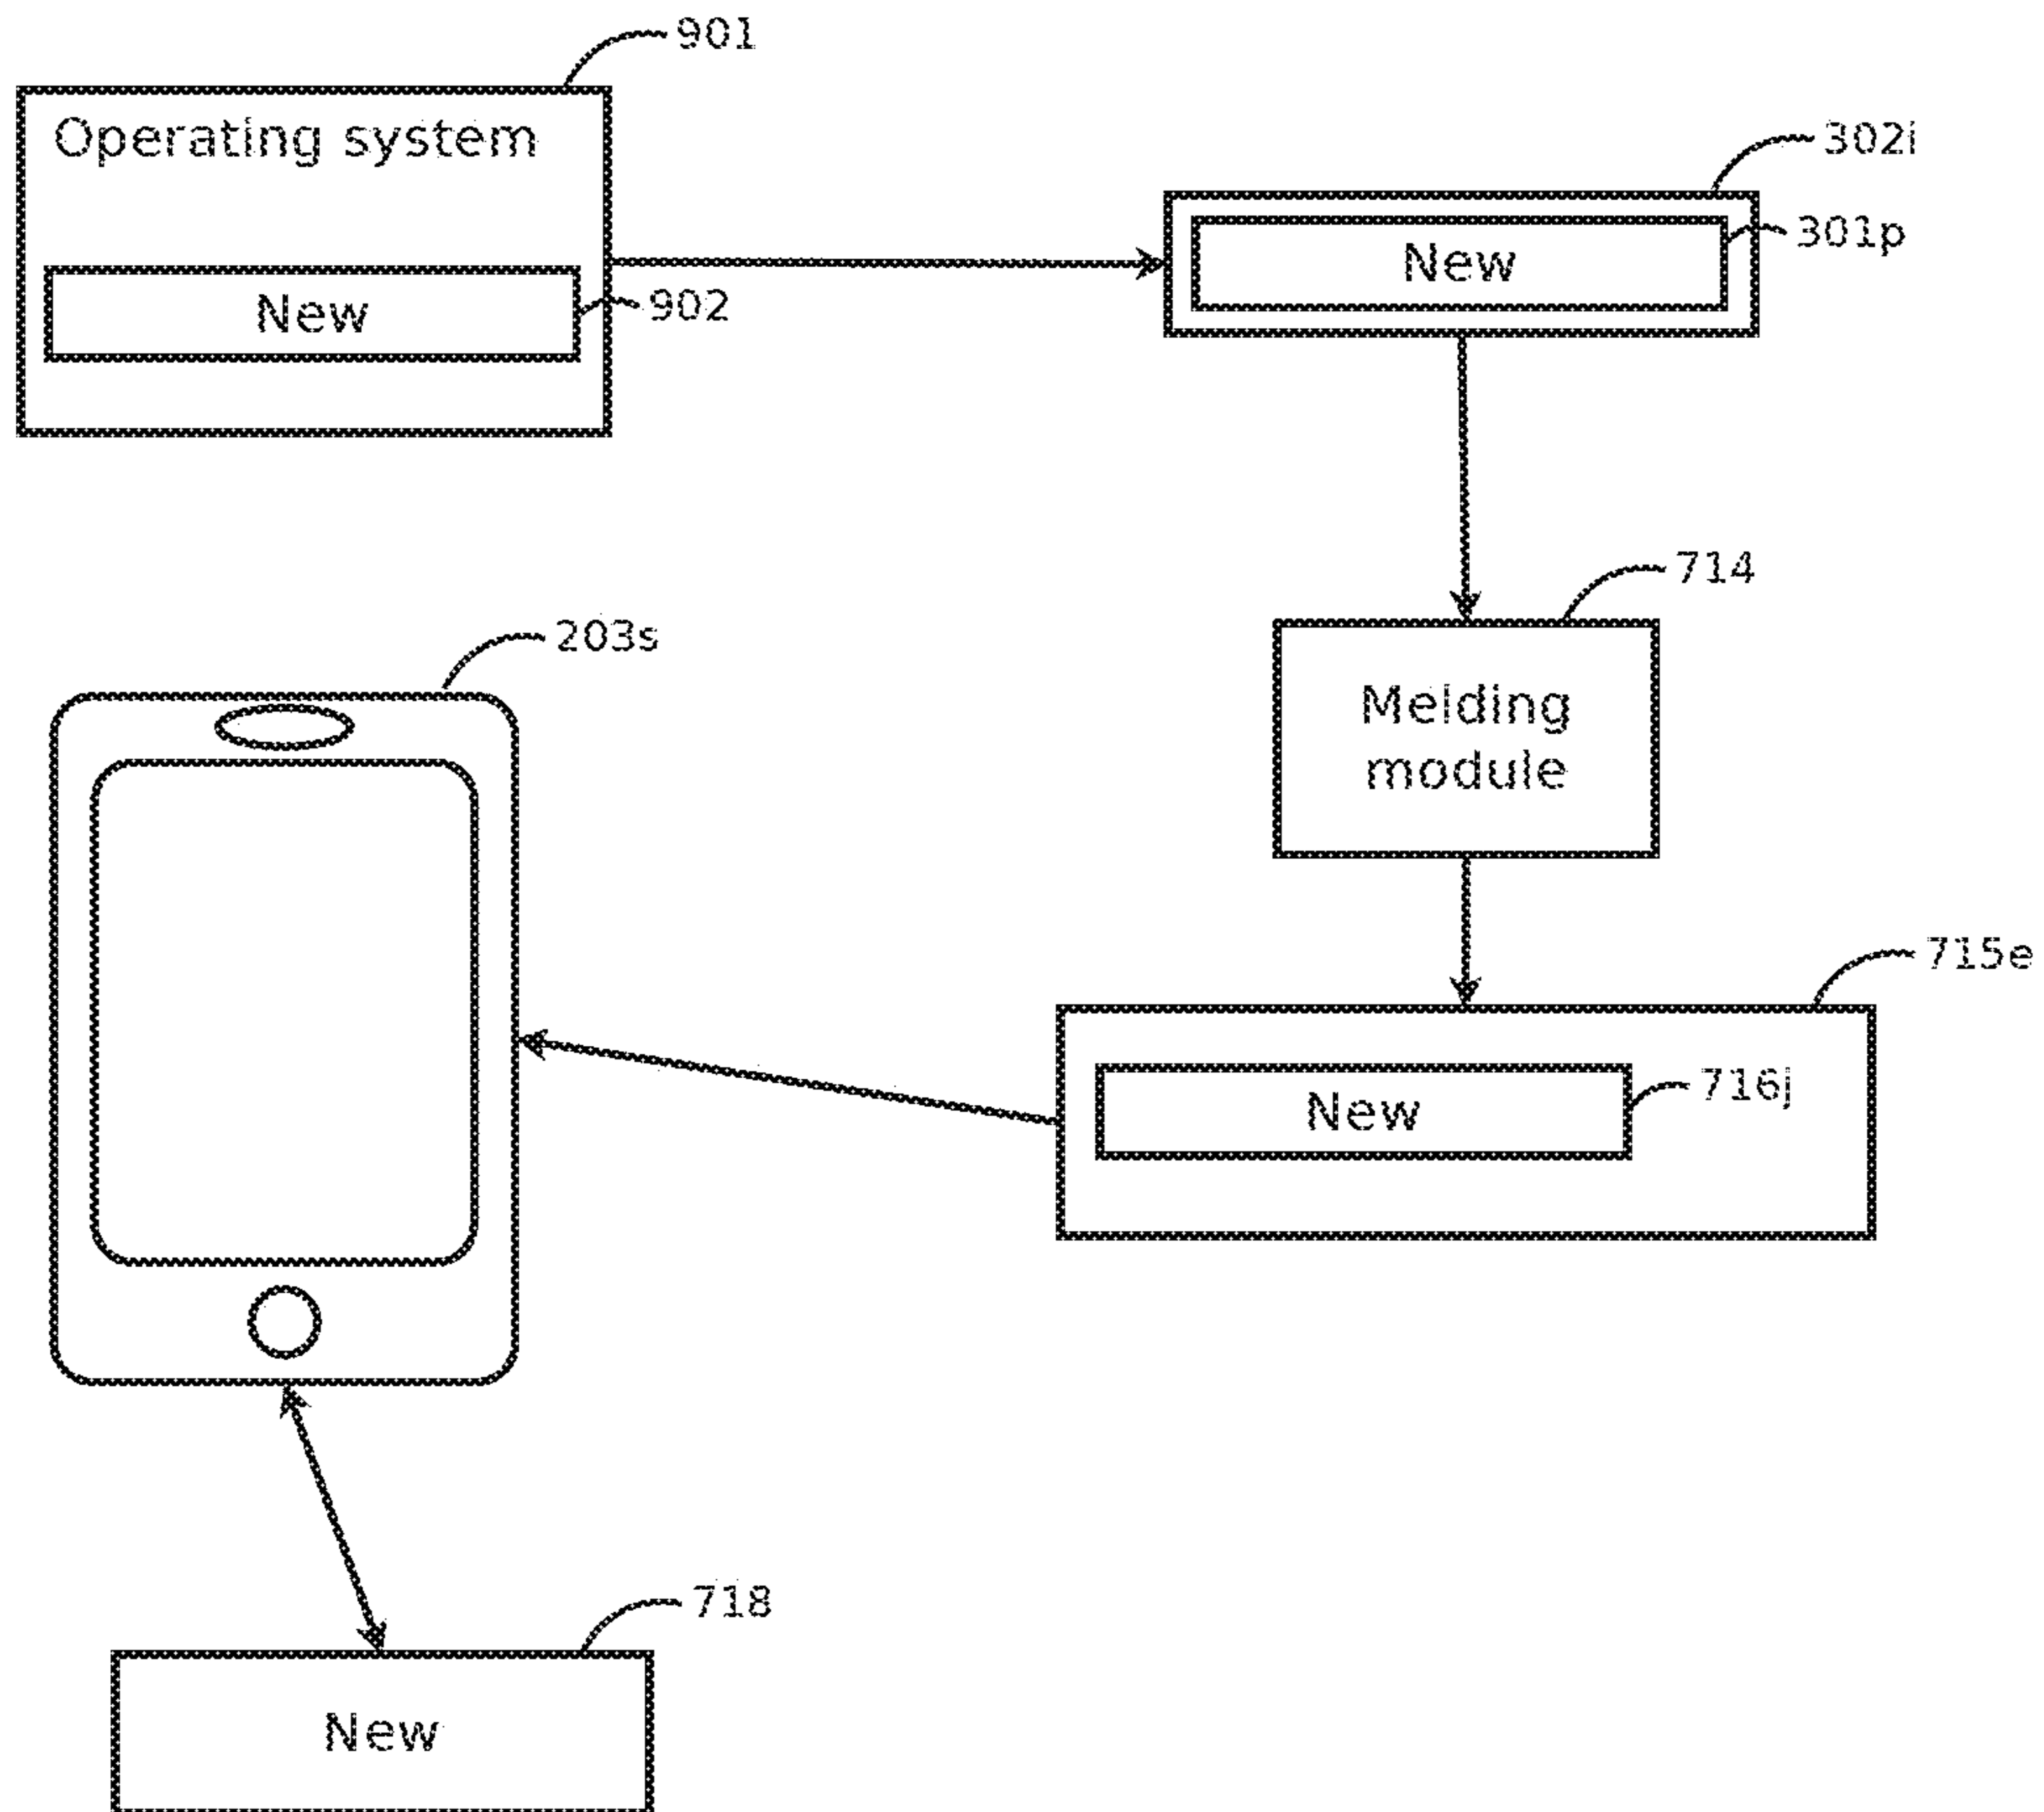 901
Operating system
302i
New
301p
New
902
714
203s
Melding
module
715e
New
716j
718
New